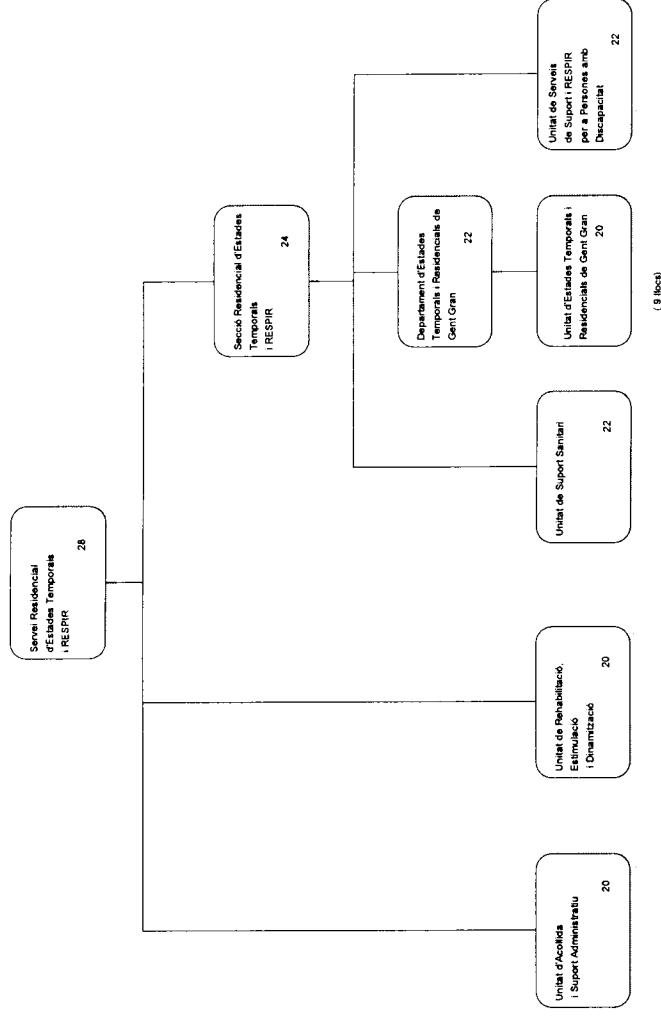 Servei Residencial
d'Estades Temporals
i RESPIR
28
Secció Residencial d'Estades
Temporals
i RESPIR
24
Departament d'Estades
Temporals i Residencials de
Gent Gran
22
Unitat d'Acollida
i Suport Administratiu
20
Unitat de Rehabilitació,
Estimulació
i Dinamització
20
Unitat de Suport Sanitari
22
Unitat d'Estades Temporals i
Residencials de Gent Gran
20
Unitat de Serveis
de Suport i RESPIR
per a Persones amb
Discapacitat
22
( 9 llocs)